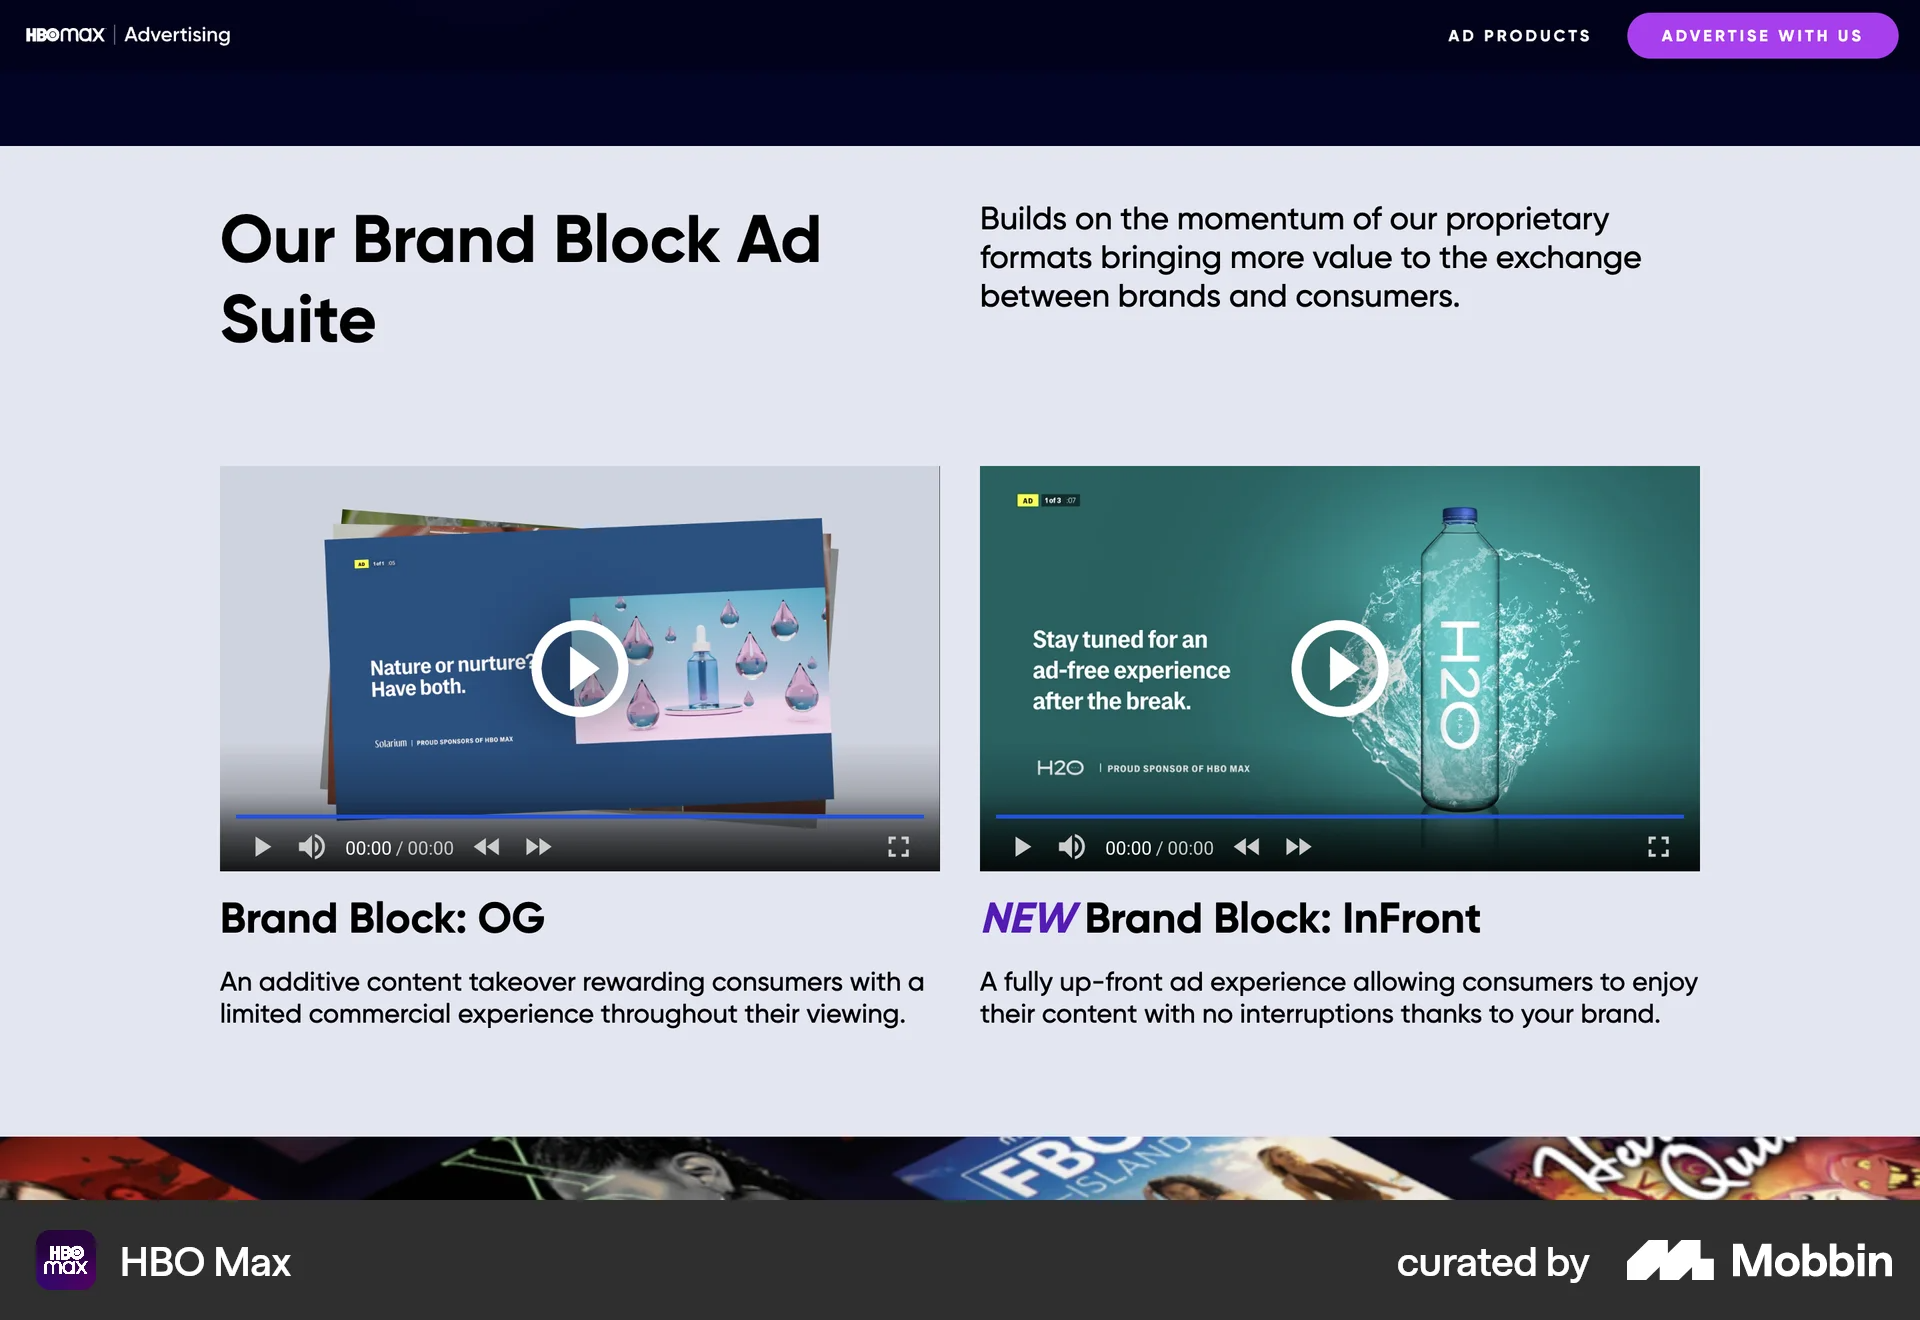 HBO max | Advertising
AD PRODUCTS
ADVERTISE WITH US
Our Brand Block Ad
Suite
Builds on the momentum of our proprietary
formats bringing more value to the exchange
between brands and consumers.
AD 1 of 1 :05
Nature or nurture?
Have both.
Solarium | PROUD SPONSORS OF HBO MAX
00:00 / 00:00
AD 1 of 3 :07
Stay tuned for an
ad-free experience
after the break.
H2O | PROUD SPONSOR OF HBO MAX
H2O
00:00 / 00:00
Brand Block: OG
An additive content takeover rewarding consumers with a
limited commercial experience throughout their viewing.
NEW Brand Block: InFront
A fully up-front ad experience allowing consumers to enjoy
their content with no interruptions thanks to your brand.
FBO
ISLAND
HBO
max
HBO Max
curated by
Mobbin